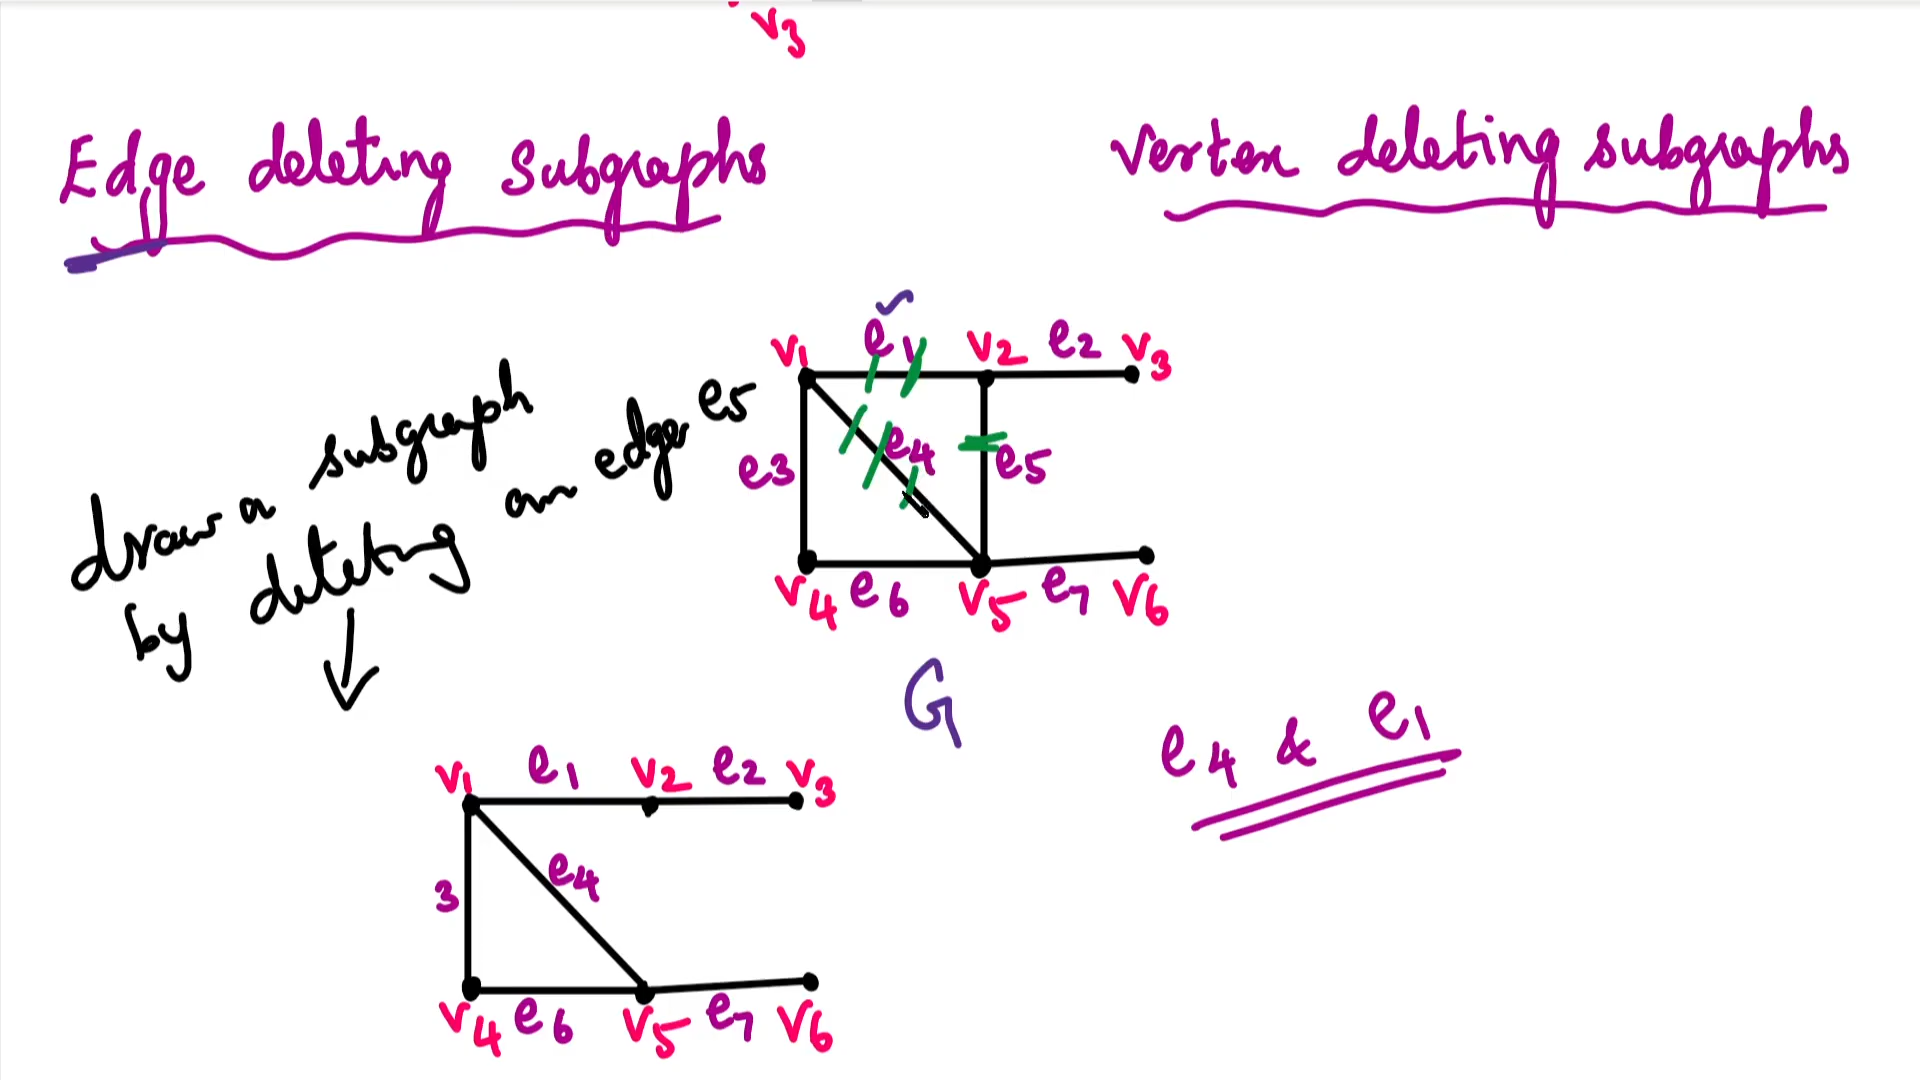 v3
Edge deleting subgraphs
Vertex deleting subgraphs
v1 e1 v2 e2 v3
draw a subgraph
by deleting an edge e5
e3 e4 e5
v4 e6 v5 e7 v6
G
e4 & e1
v1 e1 v2 e2 v3
3 e4
v4 e6 v5 e7 v6